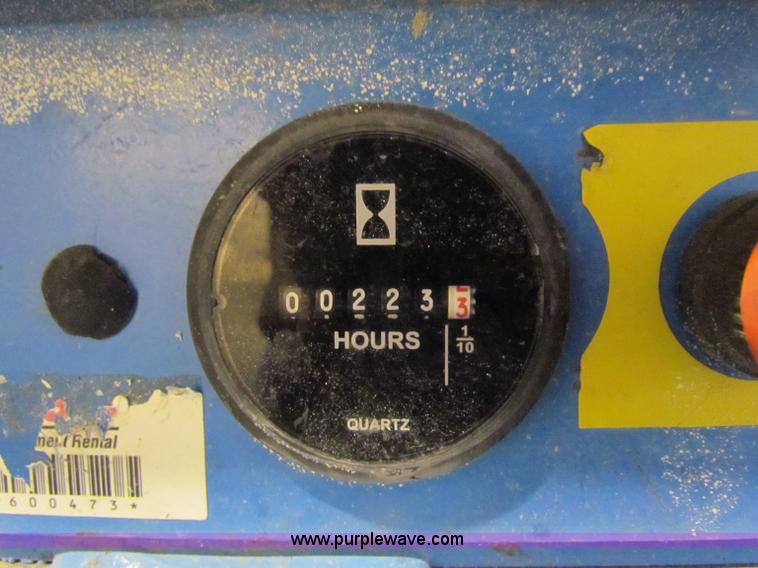 0 0 2 2 3 3
HOURS 1/10
QUARTZ
Rental
600473*
www.purplewave.com